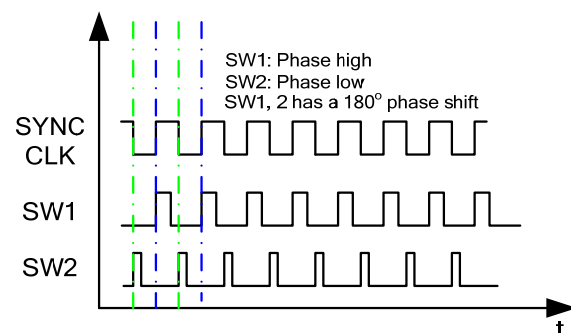 SW1: Phase high
SW2: Phase low
SW1, 2 has a 180° phase shift
SYNC
CLK
SW1
SW2
t